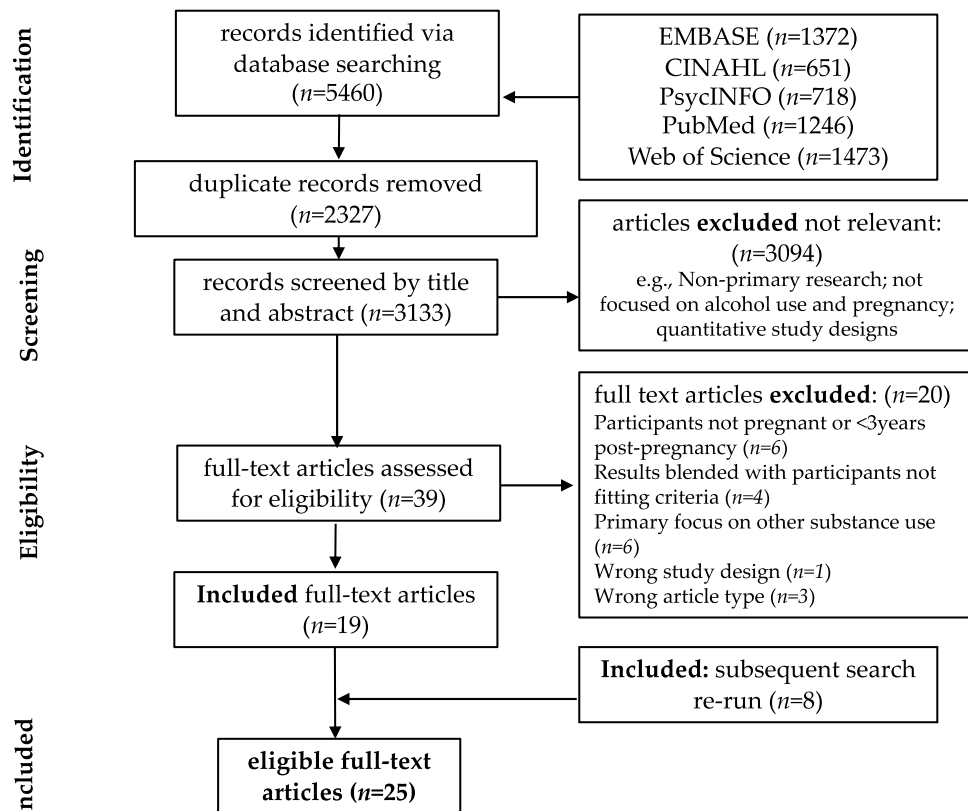 Identification
records identified via
database searching
(n=5460)
EMBASE (n=1372)
CINAHL (n=651)
PsycINFO (n=718)
PubMed (n=1246)
Web of Science (n=1473)
duplicate records removed
(n=2327)
Screening
records screened by title
and abstract (n=3133)
articles excluded not relevant:
(n=3094)
e.g., Non-primary research; not
focused on alcohol use and pregnancy;
quantitative study designs
Eligibility
full-text articles assessed
for eligibility (n=39)
full text articles excluded: (n=20)
Participants not pregnant or <3years
post-pregnancy (n=6)
Results blended with participants not
fitting criteria (n=4)
Primary focus on other substance use
(n=6)
Wrong study design (n=1)
Wrong article type (n=3)
Included full-text articles
(n=19)
Included: subsequent search
re-run (n=8)
ncluded
eligible full-text
articles (n=25)